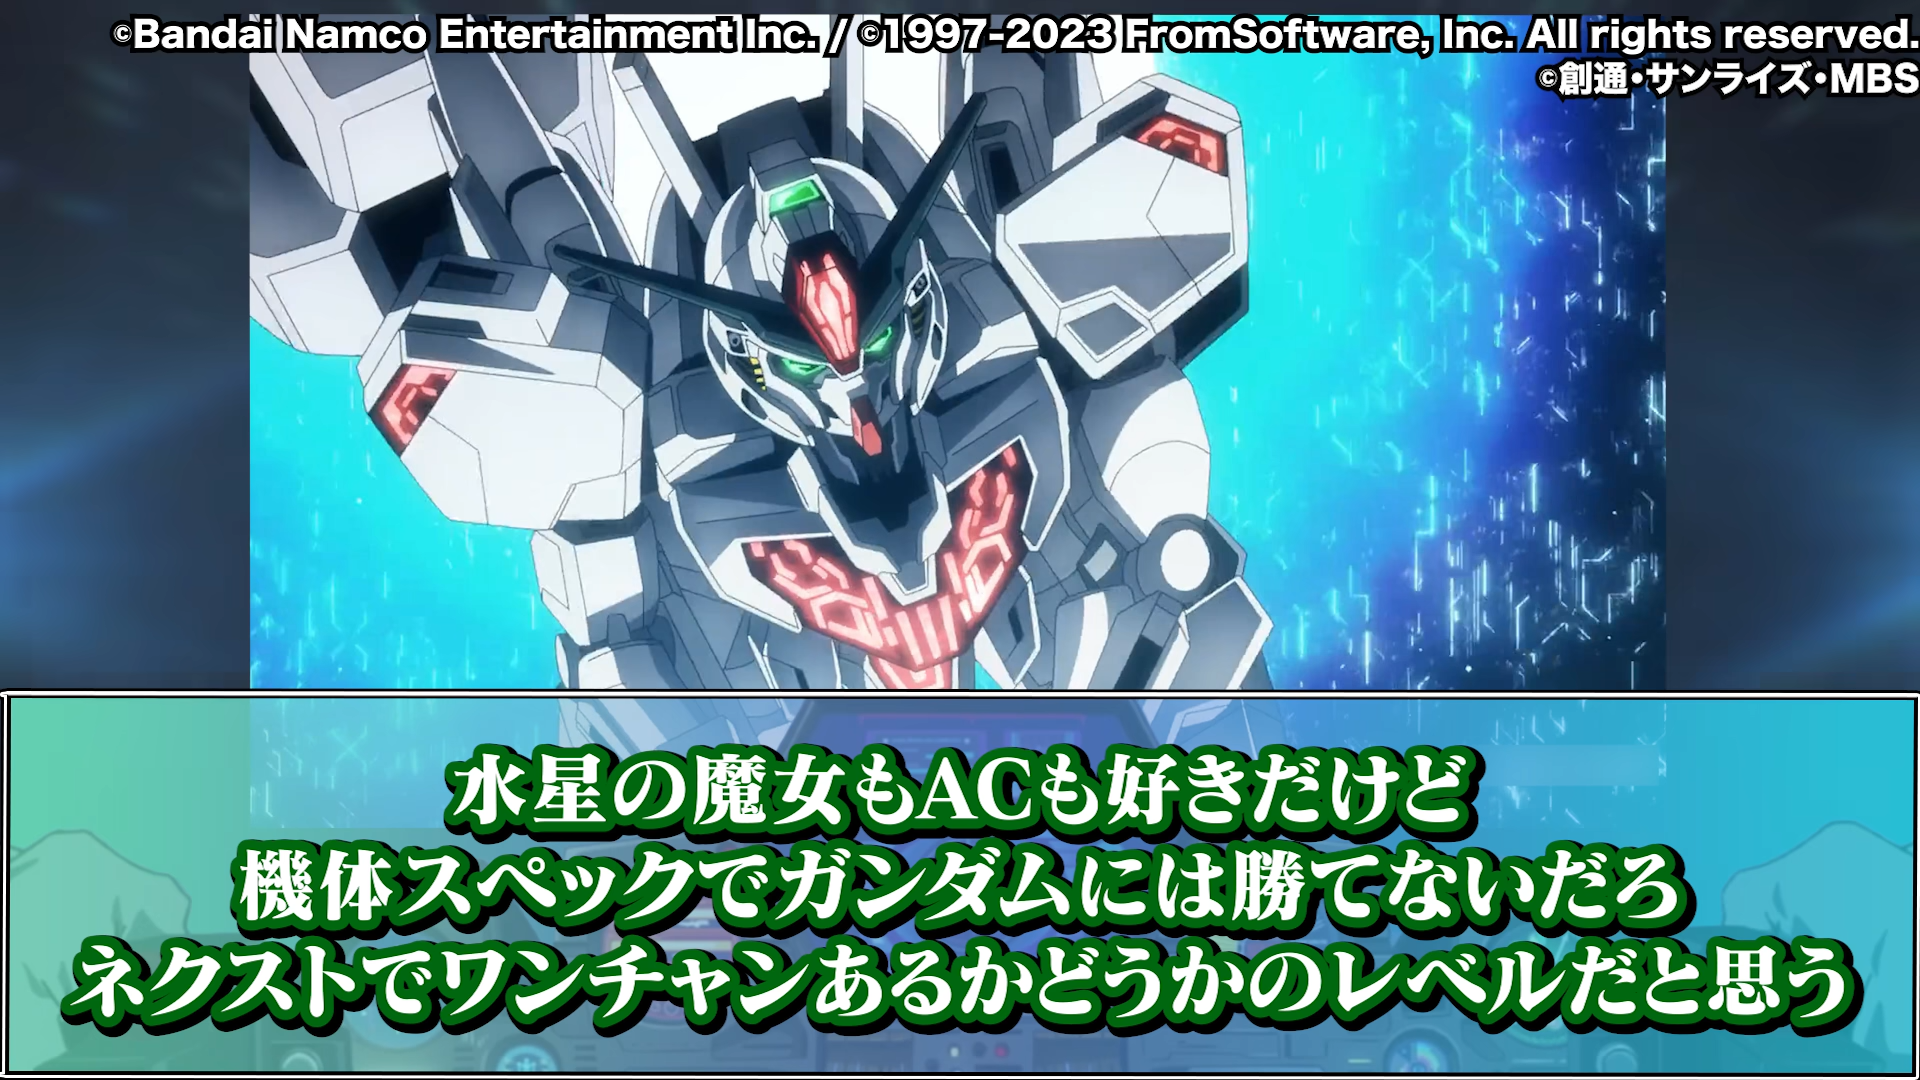 ©Bandai Namco Entertainment Inc. / ©1997-2023 FromSoftware, Inc. All rights reserved.
©創通・サンライズ・MBS
水星の魔女もACも好きだけど
機体スペックでガンダムには勝てないだろ
ネクストでワンチャンあるかどうかのレベルだと思う